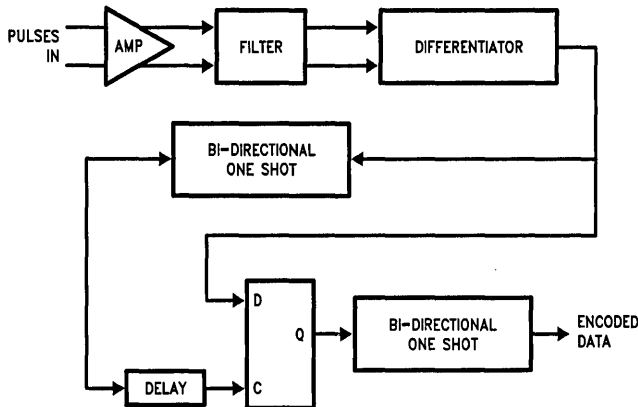 PULSES
IN
AMP
FILTER
DIFFERENTIATOR
BI-DIRECTIONAL
ONE SHOT
D
Q
C
BI-DIRECTIONAL
ONE SHOT
ENCODED
DATA
DELAY